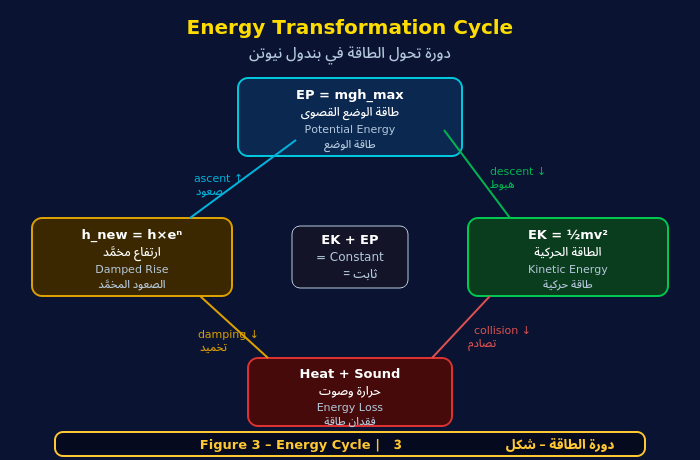 Energy Transformation Cycle
دورة تحول الطاقة في بندول نيوتن
EP = mgh_max
طاقة الوضع القصوى
Potential Energy
طاقة الوضع
ascent ↑
صعود
descent ↓
هبوط
h_new = h×eⁿ
ارتفاع مخمَّد
Damped Rise
الصعود المخمَّد
EK + EP
= Constant
= ثابت
EK = ½mv²
الطاقة الحركية
Kinetic Energy
طاقة حركية
damping ↓
تخميد
collision ↓
تصادم
Heat + Sound
حرارة وصوت
Energy Loss
فقدان طاقة
Figure 3 – Energy Cycle | دورة الطاقة – شكل 3